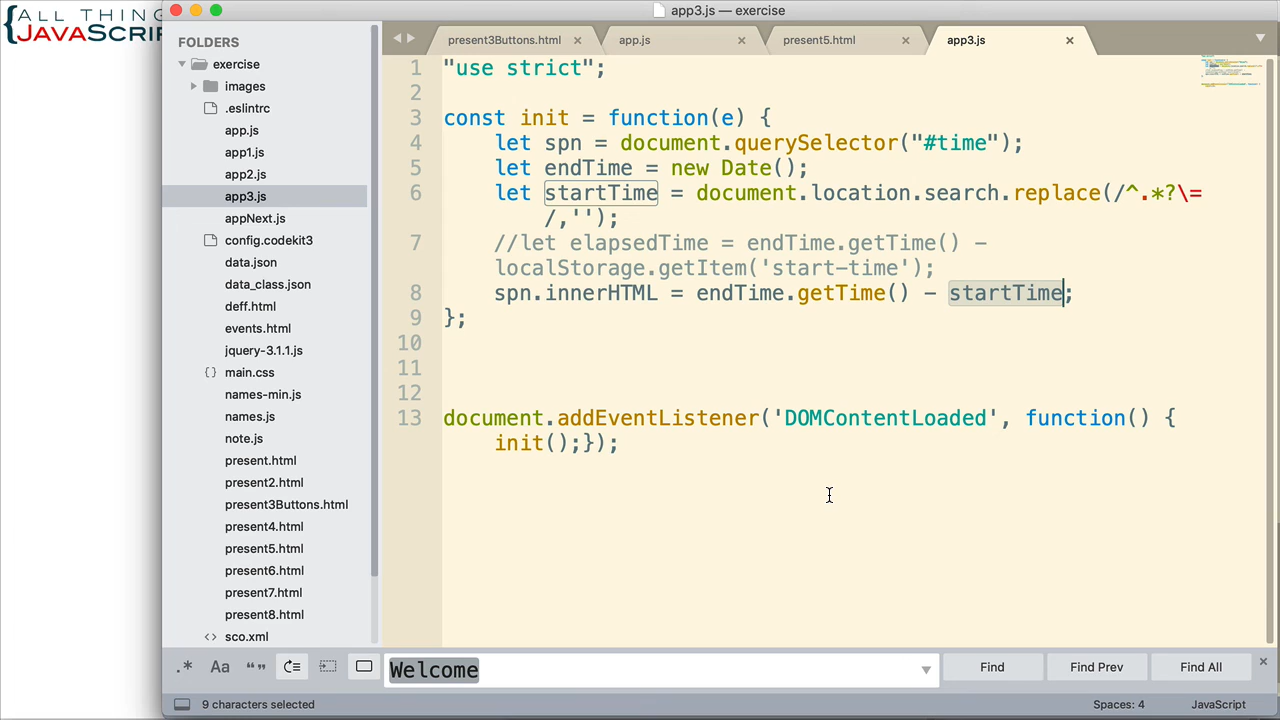 {ALL THING
JAVASCRIP
app3.js — exercise
FOLDERS
exercise
images
.eslintrc
app.js
app1.js
app2.js
app3.js
appNext.js
config.codekit3
data.json
data_class.json
deff.html
events.html
jquery-3.1.1.js
main.css
names-min.js
names.js
note.js
present.html
present2.html
present3Buttons.html
present4.html
present5.html
present6.html
present7.html
present8.html
sco.xml
present3Buttons.html
app.js
present5.html
app3.js
1 "use strict";
2
3 const init = function(e) {
4 let spn = document.querySelector("#time");
5 let endTime = new Date();
6 let startTime = document.location.search.replace(/^.*?\=
/,'');
7 //let elapsedTime = endTime.getTime() -
localStorage.getItem('start-time');
8 spn.innerHTML = endTime.getTime() - startTime;
9 };
10
11
12
13 document.addEventListener('DOMContentLoaded', function() {
init();});
.* Aa “” Welcome Find Find Prev Find All
9 characters selected Spaces: 4 JavaScript